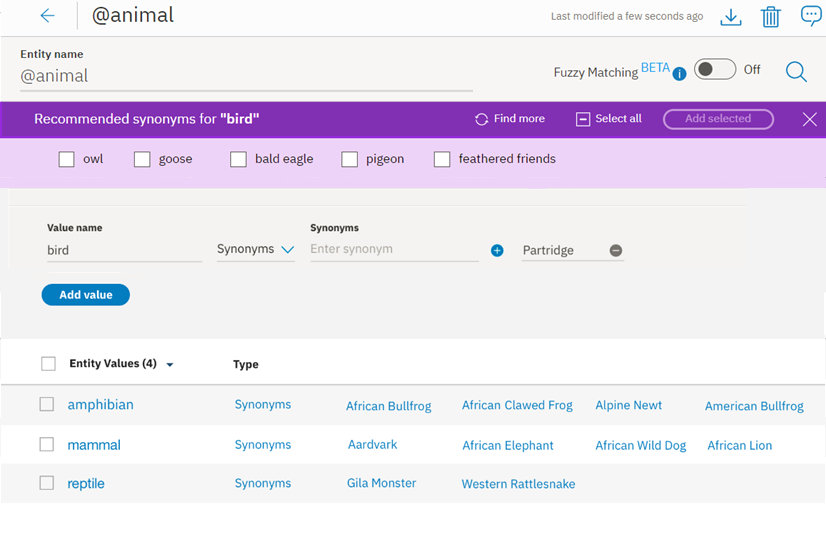 @animal
Last modified a few seconds ago
Entity name
@animal
Fuzzy Matching BETA i Off
Recommended synonyms for "bird" Find more Select all Add selected
owl goose bald eagle pigeon feathered friends
Value name Synonyms
bird Synonyms Enter synonym Partridge
Add value
Entity Values (4) Type
amphibian Synonyms African Bullfrog African Clawed Frog Alpine Newt American Bullfrog
mammal Synonyms Aardvark African Elephant African Wild Dog African Lion
reptile Synonyms Gila Monster Western Rattlesnake